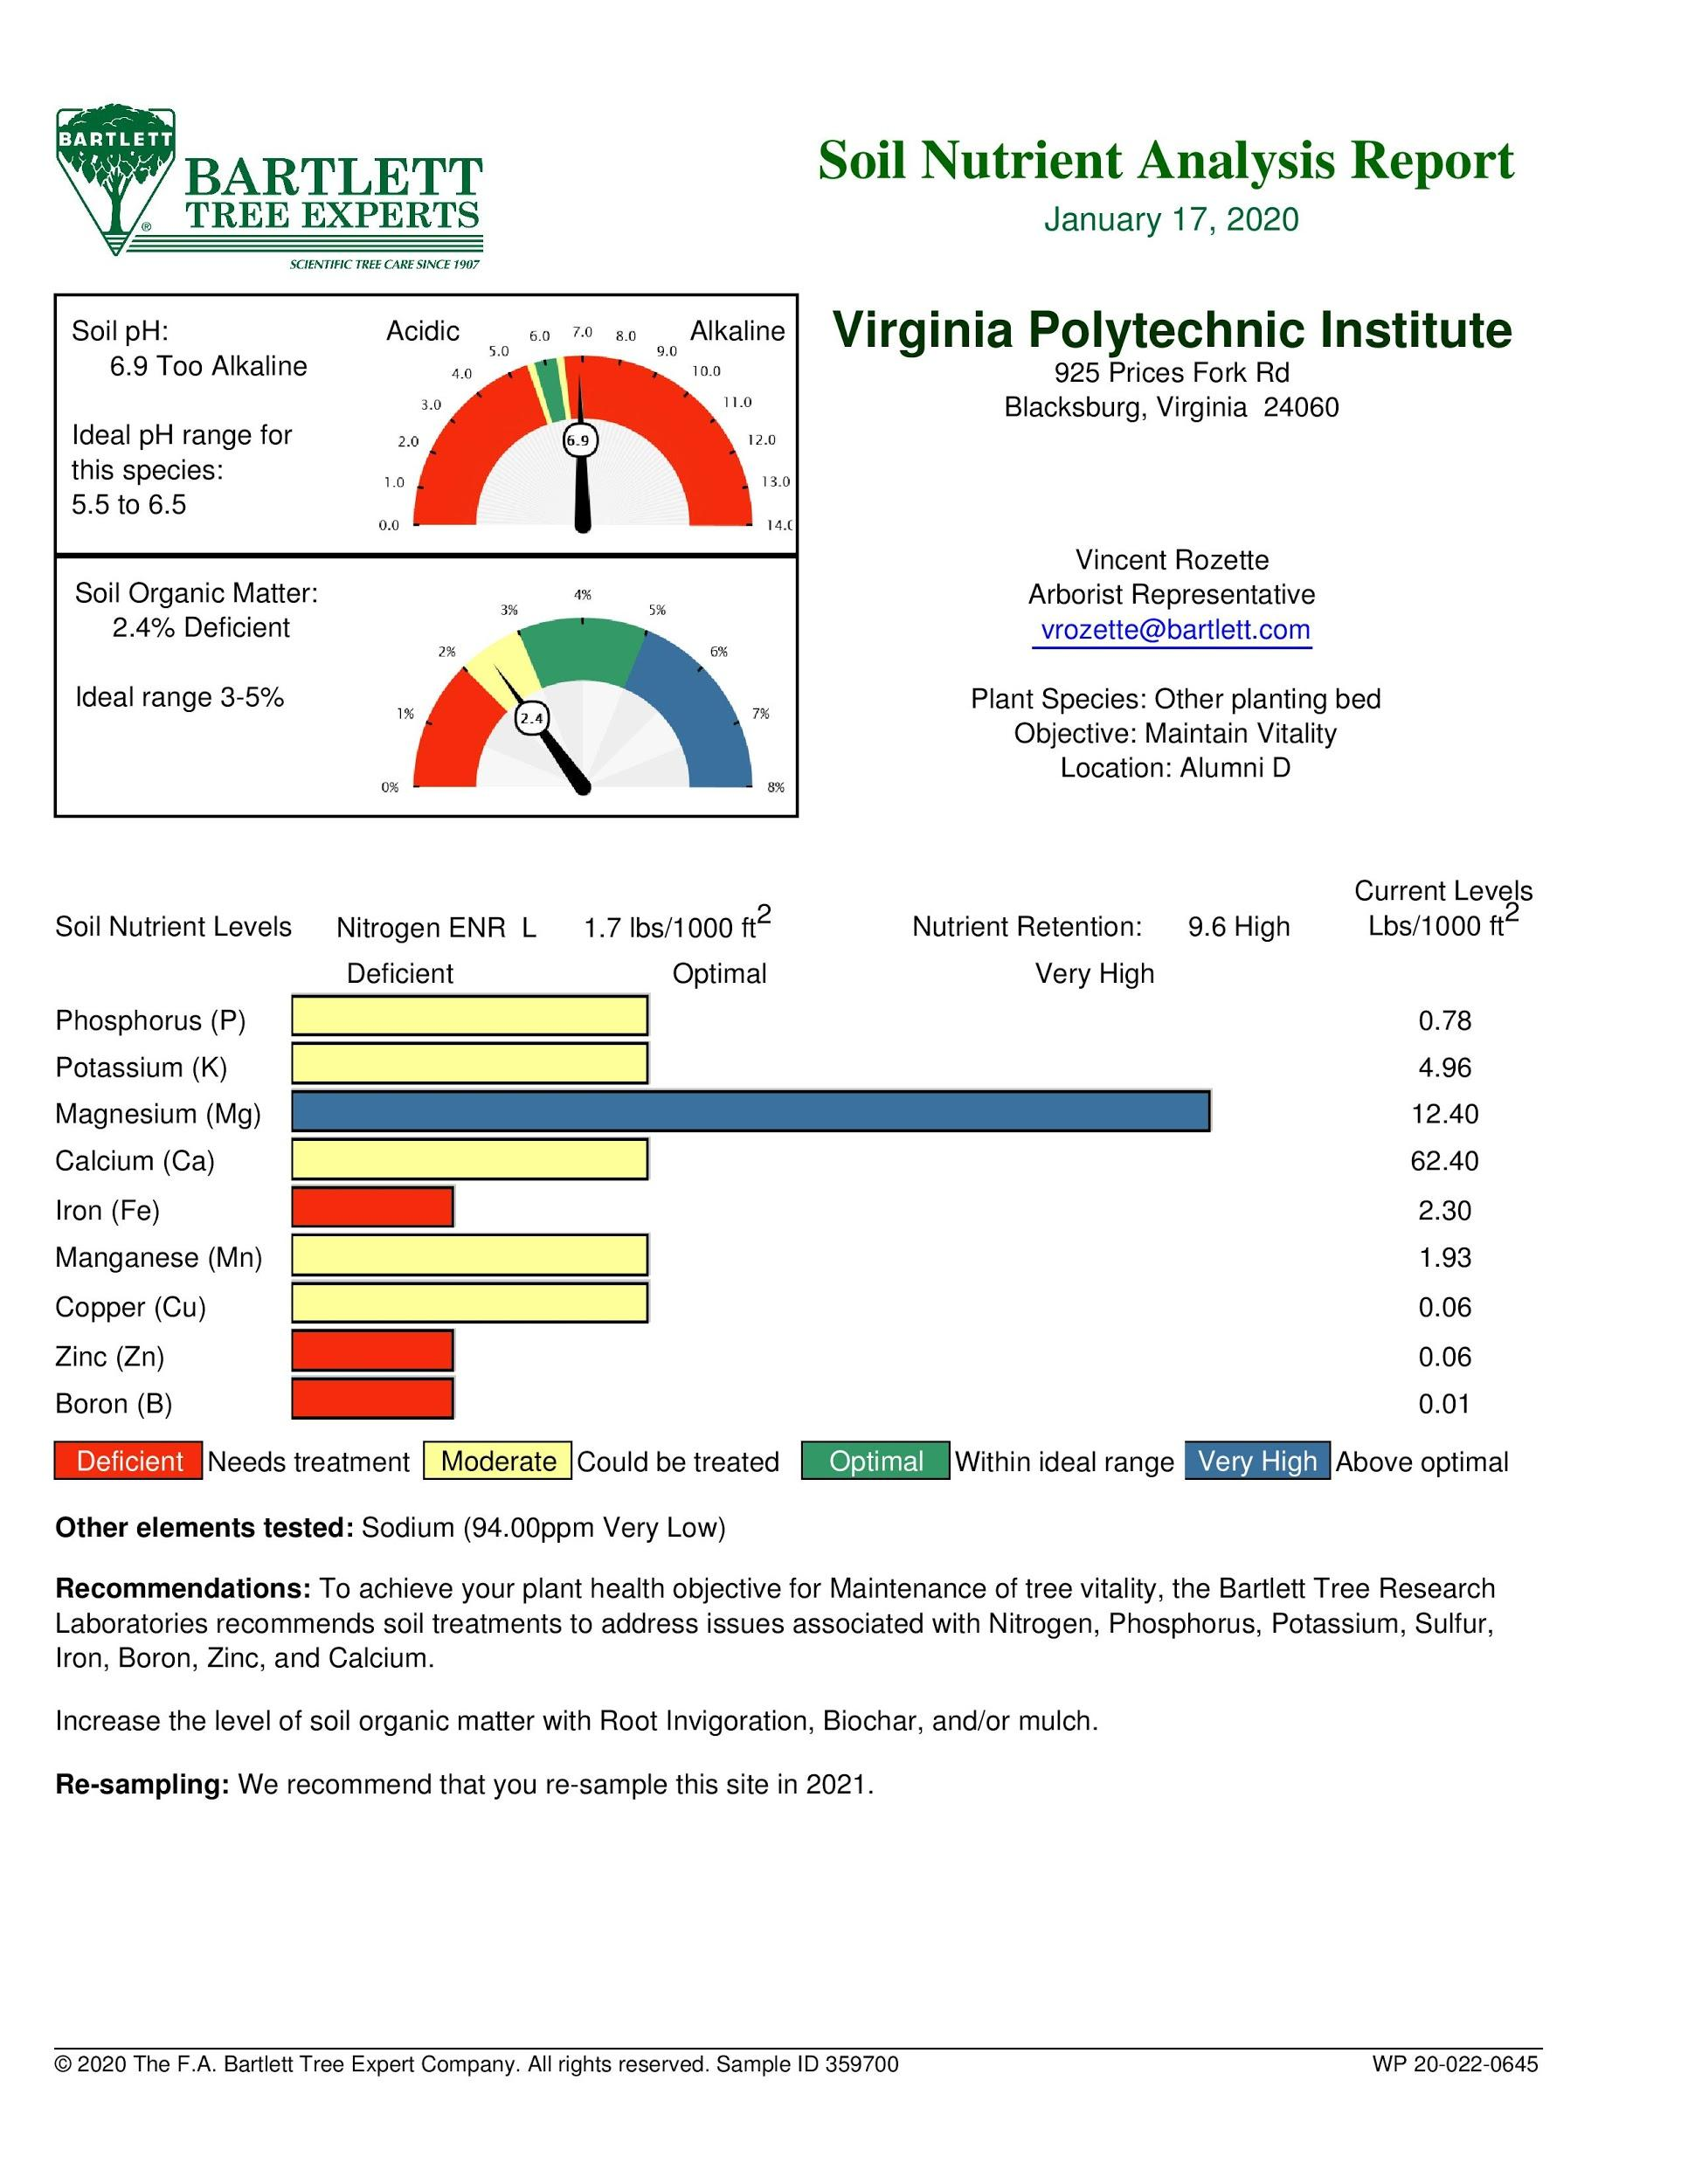 BARTLETT
BARTLETT
TREE EXPERTS
®
SCIENTIFIC TREE CARE SINCE 1907
Soil Nutrient Analysis Report
January 17, 2020
Soil pH:
6.9 Too Alkaline
Ideal pH range for
this species:
5.5 to 6.5
Acidic
Alkaline
0.0
1.0
2.0
3.0
4.0
5.0
6.0
7.0
8.0
9.0
10.0
11.0
12.0
13.0
14.0
6.9
Virginia Polytechnic Institute
925 Prices Fork Rd
Blacksburg, Virginia 24060
Soil Organic Matter:
2.4% Deficient
Ideal range 3-5%
0%
1%
2%
3%
4%
5%
6%
7%
8%
2.4
Vincent Rozette
Arborist Representative
vrozette@bartlett.com
Plant Species: Other planting bed
Objective: Maintain Vitality
Location: Alumni D
Soil Nutrient Levels Nitrogen ENR L 1.7 lbs/1000 ft2 Nutrient Retention: 9.6 High
Current Levels
Lbs/1000 ft2
Deficient Optimal Very High
Phosphorus (P) 0.78
Potassium (K) 4.96
Magnesium (Mg) 12.40
Calcium (Ca) 62.40
Iron (Fe) 2.30
Manganese (Mn) 1.93
Copper (Cu) 0.06
Zinc (Zn) 0.06
Boron (B) 0.01
Deficient Needs treatment Moderate Could be treated Optimal Within ideal range Very High Above optimal
Other elements tested: Sodium (94.00ppm Very Low)
Recommendations: To achieve your plant health objective for Maintenance of tree vitality, the Bartlett Tree Research
Laboratories recommends soil treatments to address issues associated with Nitrogen, Phosphorus, Potassium, Sulfur,
Iron, Boron, Zinc, and Calcium.
Increase the level of soil organic matter with Root Invigoration, Biochar, and/or mulch.
Re-sampling: We recommend that you re-sample this site in 2021.
© 2020 The F.A. Bartlett Tree Expert Company. All rights reserved. Sample ID 359700
WP 20-022-0645